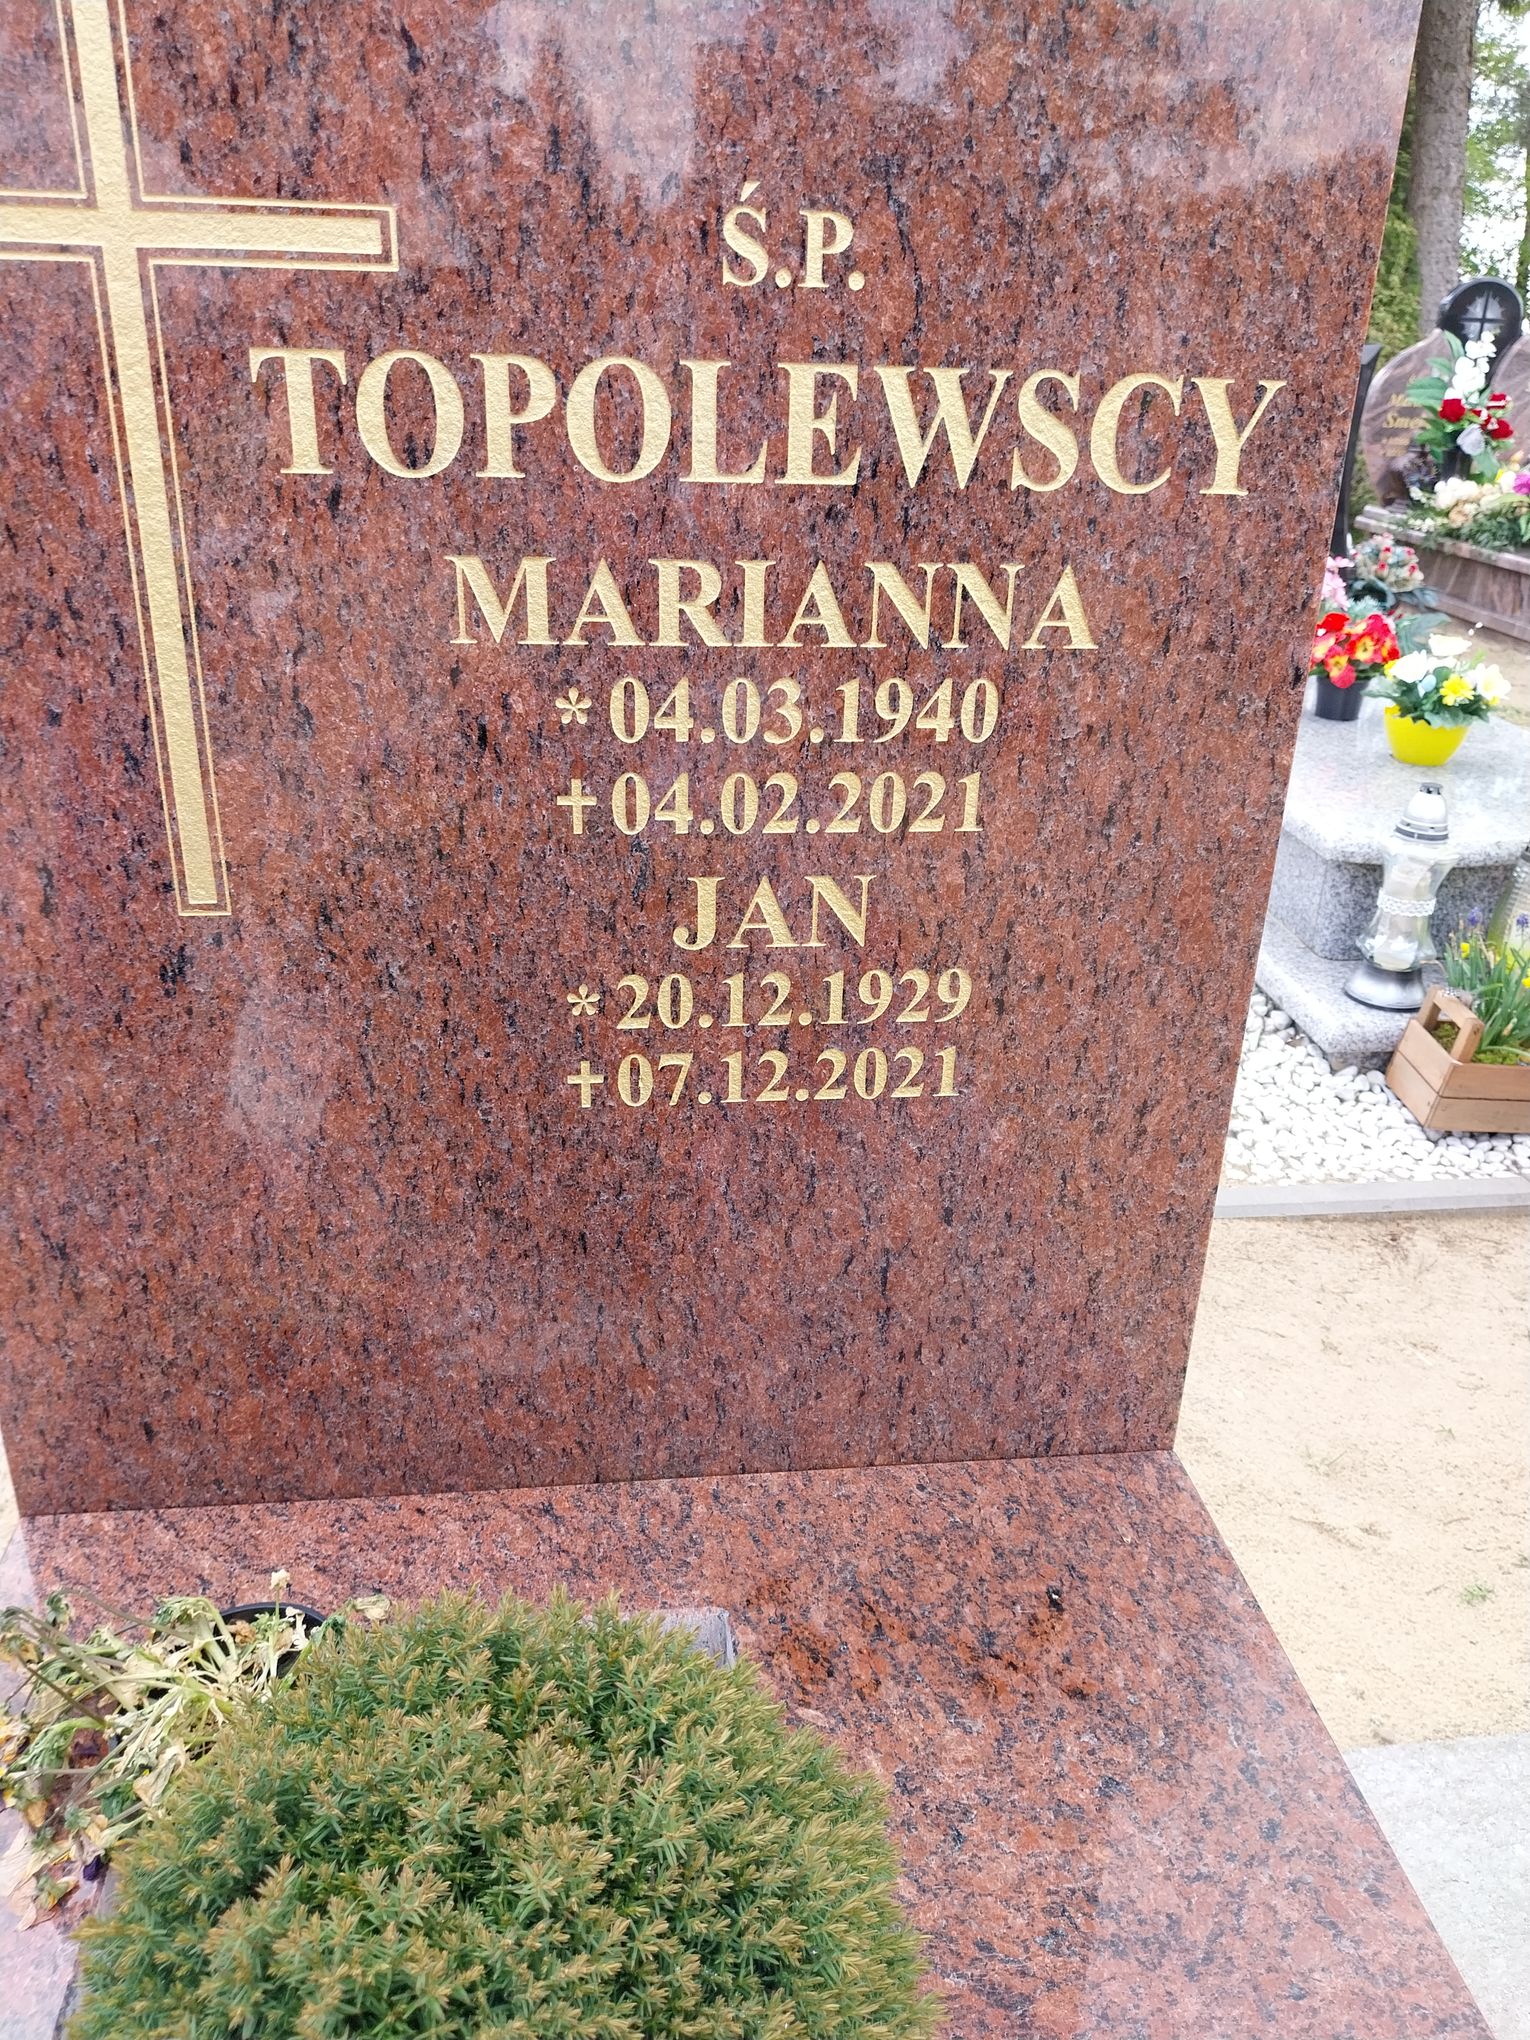 Ś.P.
TOPOLEWSCY
MARIANNA
* 04.03.1940
+ 04.02.2021
JAN
* 20.12.1929
+ 07.12.2021